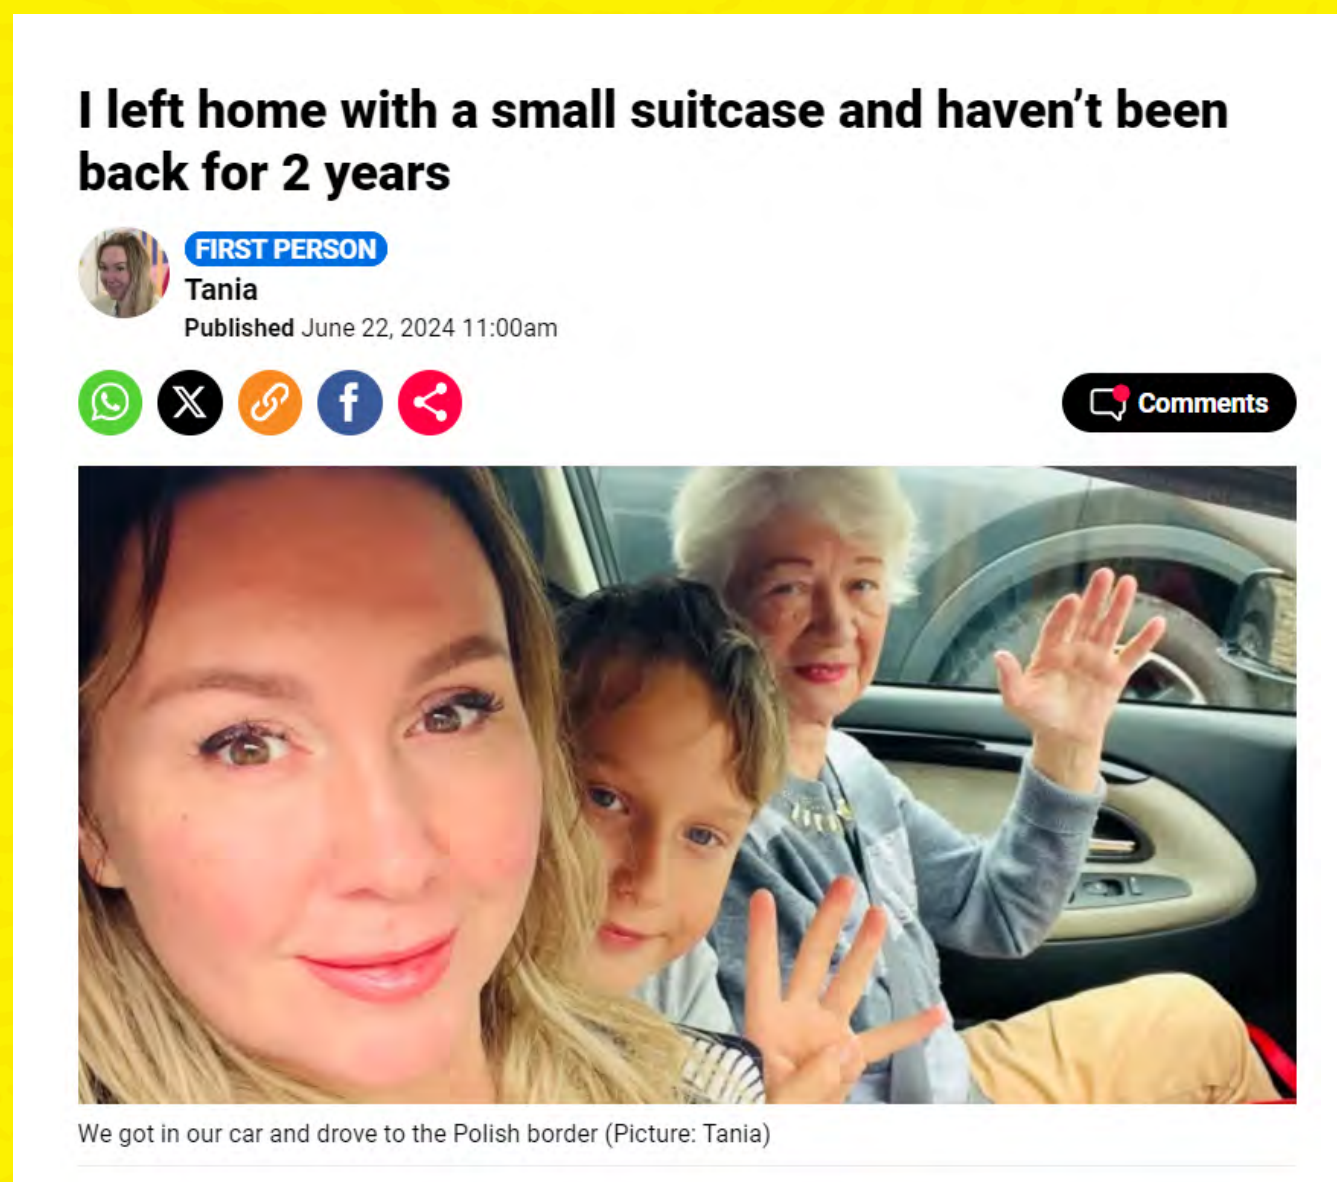 I left home with a small suitcase and haven’t been
back for 2 years
FIRST PERSON
Tania
Published June 22, 2024 11:00am
Comments
We got in our car and drove to the Polish border (Picture: Tania)